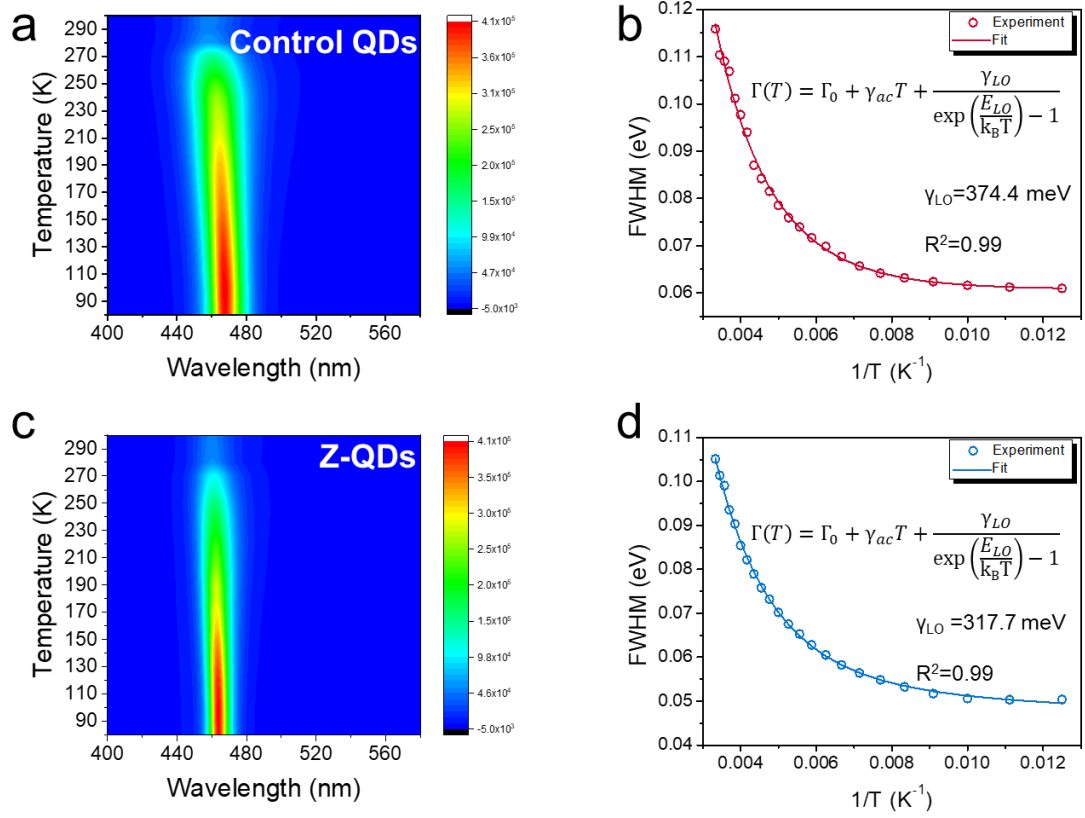 a
Control QDs
Temperature (K)
290
270
250
230
210
190
170
150
130
110
90
400 440 480 520 560
Wavelength (nm)
4.1x10⁵
3.6x10⁵
3.1x10⁵
2.6x10⁵
2.0x10⁵
1.5x10⁵
9.9x10⁴
4.7x10⁴
-5.0x10³
b
Experiment
Fit
Γ(T) = Γ₀ + γ_ac T + γ_LO / (exp(E_LO / k_B T) − 1)
γ_LO=374.4 meV
R²=0.99
FWHM (eV)
0.12
0.11
0.10
0.09
0.08
0.07
0.06
0.004 0.006 0.008 0.010 0.012
1/T (K⁻¹)
c
Z-QDs
Temperature (K)
290
270
250
230
210
190
170
150
130
110
90
400 440 480 520 560
Wavelength (nm)
4.1x10⁵
3.6x10⁵
3.1x10⁵
2.6x10⁵
2.0x10⁵
1.5x10⁵
9.8x10⁴
4.6x10⁴
-5.0x10³
d
Experiment
Fit
Γ(T) = Γ₀ + γ_ac T + γ_LO / (exp(E_LO / k_B T) − 1)
γ_LO =317.7 meV
R²=0.99
FWHM (eV)
0.11
0.10
0.09
0.08
0.07
0.06
0.05
0.04
0.004 0.006 0.008 0.010 0.012
1/T (K⁻¹)